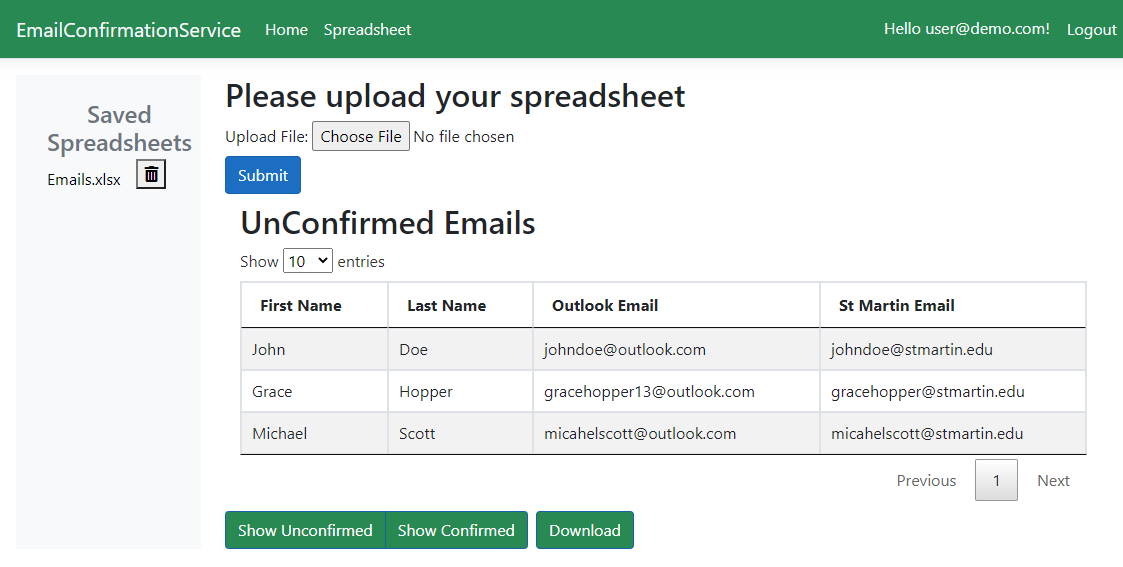 EmailConfirmationService Home Spreadsheet Hello user@demo.com! Logout
Saved
Spreadsheets
Emails.xlsx
Please upload your spreadsheet
Upload File: Choose File No file chosen
Submit
UnConfirmed Emails
Show 10 entries
First Name Last Name Outlook Email St Martin Email
John Doe johndoe@outlook.com johndoe@stmartin.edu
Grace Hopper gracehopper13@outlook.com gracehopper@stmartin.edu
Michael Scott micahelscott@outlook.com micahelscott@stmartin.edu
Previous 1 Next
Show Unconfirmed Show Confirmed Download